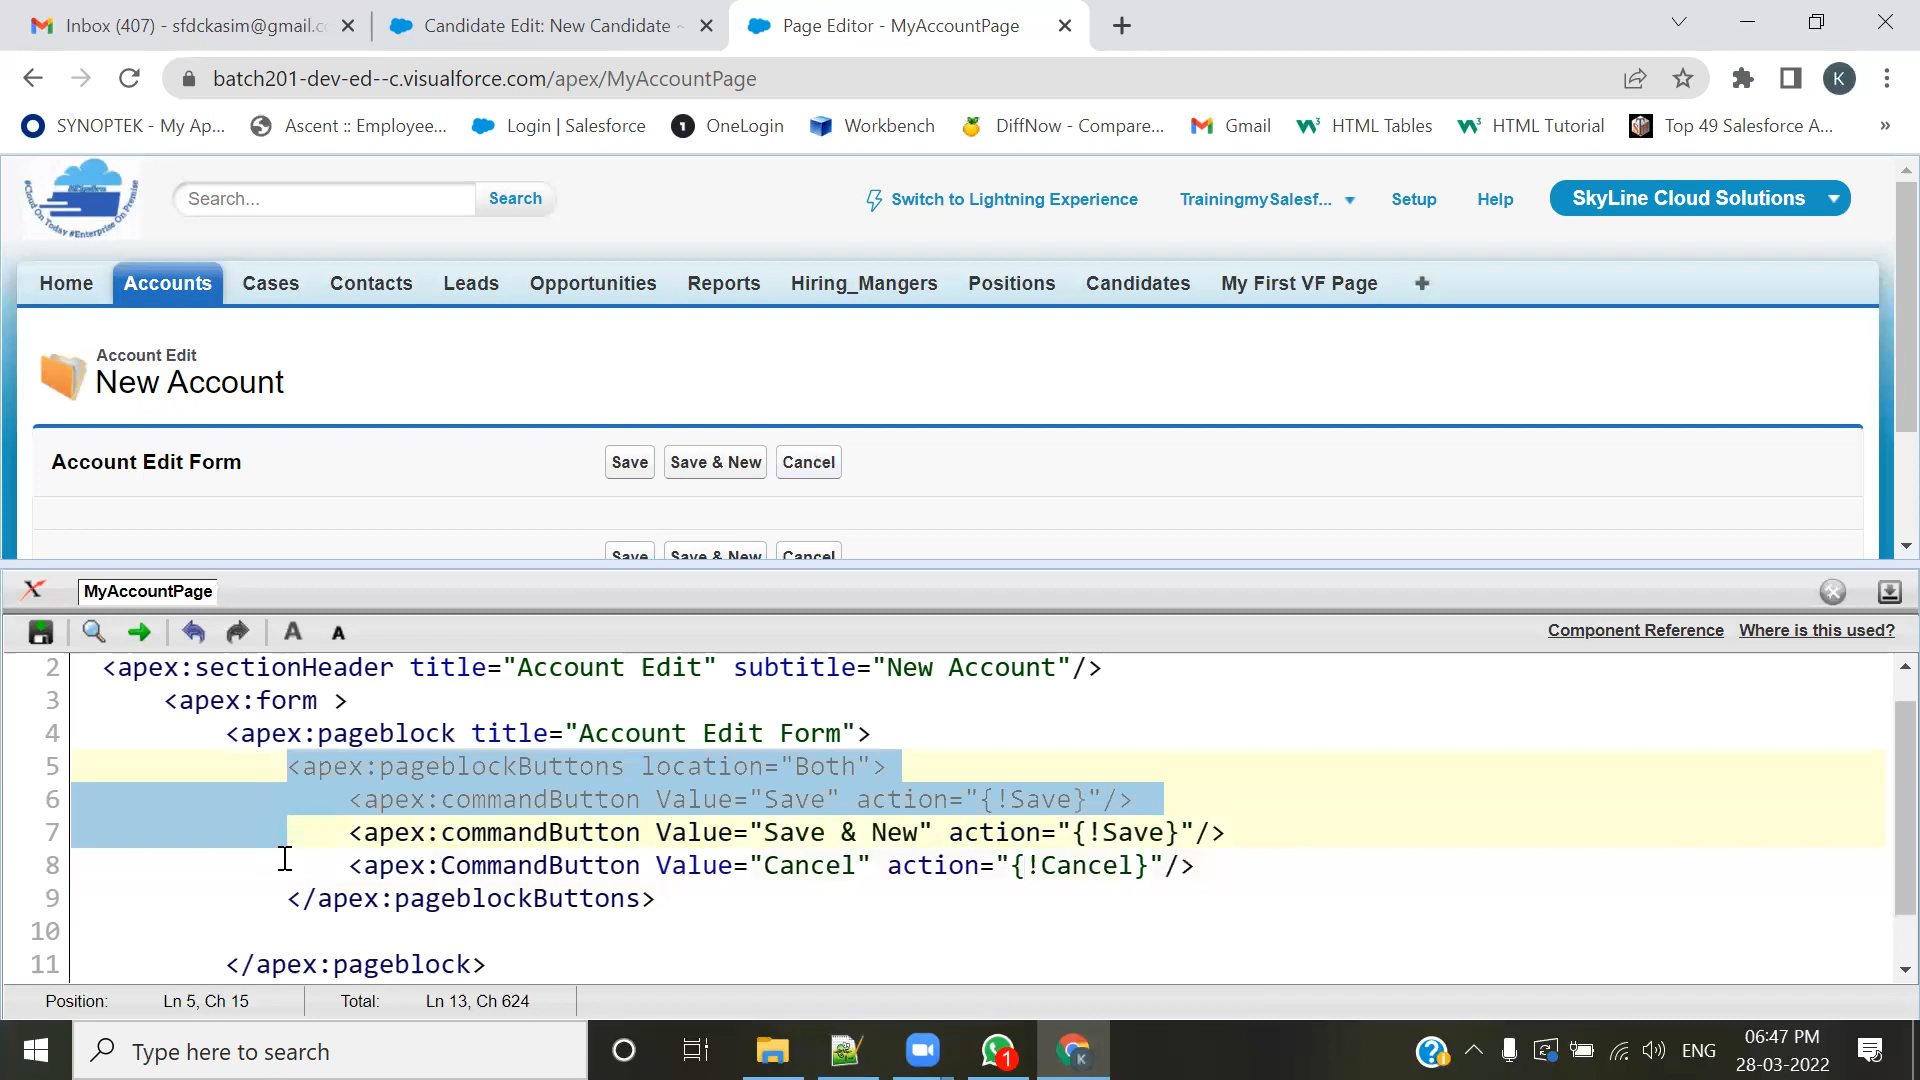 Inbox (407) - sfdckasim@gmail.c
Candidate Edit: New Candidate ~
Page Editor - MyAccountPage
batch201-dev-ed--c.visualforce.com/apex/MyAccountPage
K
SYNOPTEK - My Ap...
Ascent :: Employee...
Login | Salesforce
OneLogin
Workbench
DiffNow - Compare...
Gmail
HTML Tables
HTML Tutorial
Top 49 Salesforce A...
»
#Cloud On Today #Enterprise On Premise
Search...
Search
Switch to Lightning Experience
TrainingmySalesf...
Setup
Help
SkyLine Cloud Solutions
Home
Accounts
Cases
Contacts
Leads
Opportunities
Reports
Hiring_Mangers
Positions
Candidates
My First VF Page
+
Account Edit
New Account
Account Edit Form
Save
Save & New
Cancel
Save
Save & New
Cancel
MyAccountPage
A
A
Component Reference
Where is this used?
2 <apex:sectionHeader title="Account Edit" subtitle="New Account"/>
3 <apex:form >
4 <apex:pageblock title="Account Edit Form">
5 <apex:pageblockButtons location="Both">
6 <apex:commandButton Value="Save" action="{!Save}"/>
7 <apex:commandButton Value="Save & New" action="{!Save}"/>
8 <apex:CommandButton Value="Cancel" action="{!Cancel}"/>
9 </apex:pageblockButtons>
10
11 </apex:pageblock>
Position: Ln 5, Ch 15 Total: Ln 13, Ch 624
Type here to search
1
K
ENG
06:47 PM
28-03-2022